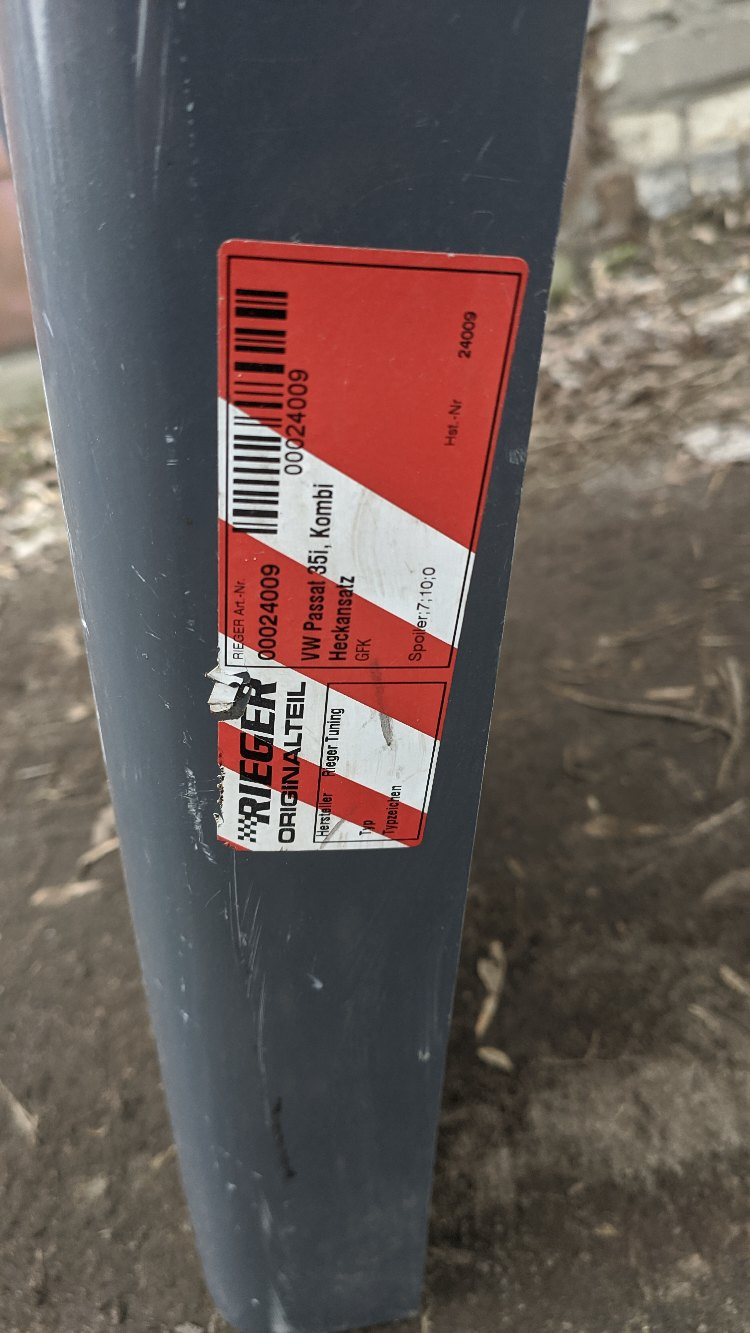 RIEGER
ORIGINALTEIL
Hersteller Rieger Tuning
Typ
Typzeichen
RIEGER Art.-Nr.
00024009
00024009
VW Passat 35i, Kombi
Heckansatz
GFK
Spoiler;7;10;0
Hst.-Nr 24009